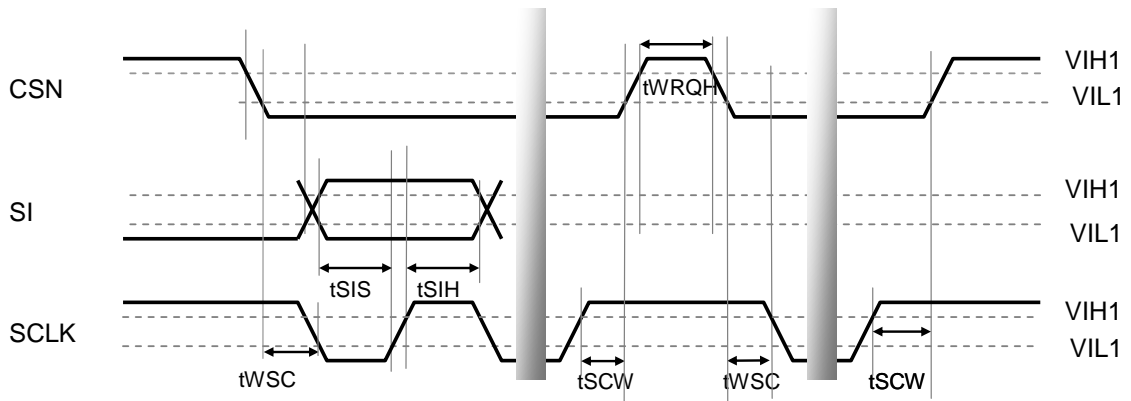 CSN
VIH1
tWRQH
VIL1
SI
VIH1
VIL1
tSIS
tSIH
SCLK
VIH1
VIL1
tWSC
tSCW
tWSC
tSCW